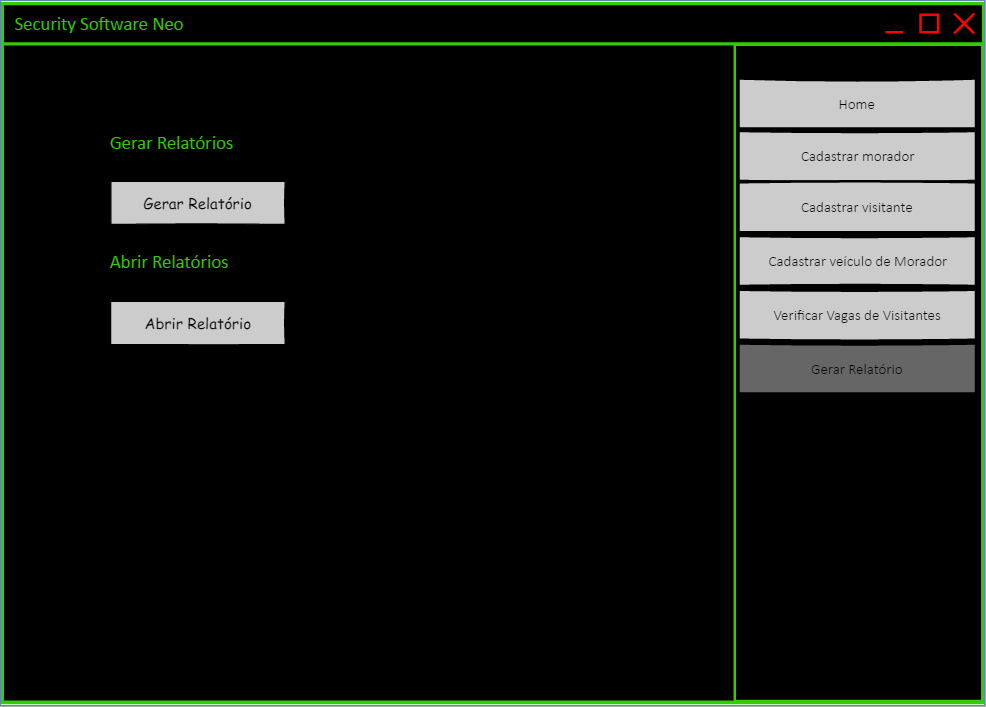 Security Software Neo
Gerar Relatórios
Gerar Relatório
Abrir Relatórios
Abrir Relatório
Home
Cadastrar morador
Cadastrar visitante
Cadastrar veículo de Morador
Verificar Vagas de Visitantes
Gerar Relatório